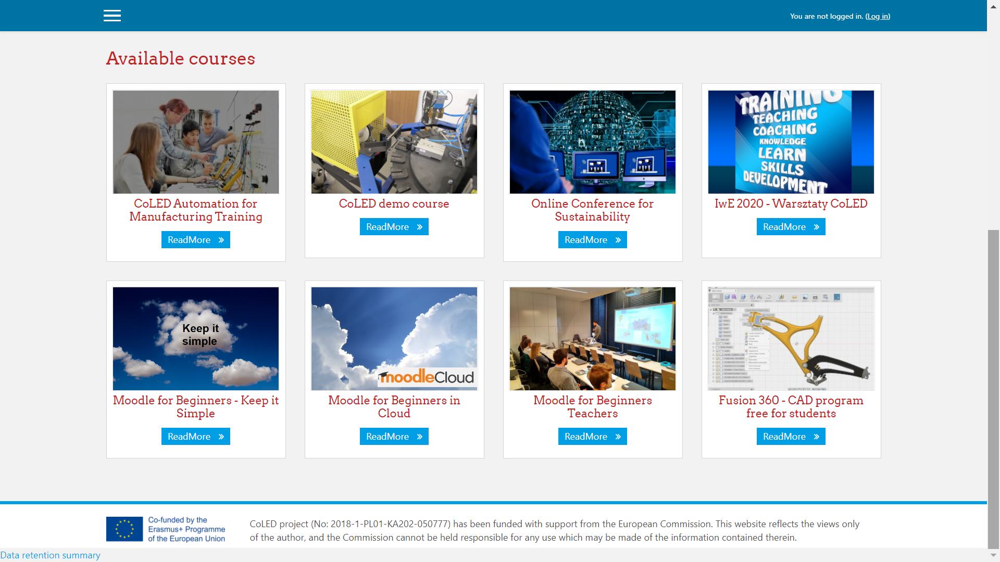 You are not logged in. (Log in)
Available courses
TRAINING
TEACHING
COACHING
KNOWLEDGE
LEARN
SKILLS
DEVELOPMENT
CoLED Automation for
Manufacturing Training
ReadMore »
CoLED demo course
ReadMore »
Online Conference for
Sustainability
ReadMore »
IwE 2020 - Warsztaty CoLED
ReadMore »
Keep it
simple
moodleCloud
Moodle for Beginners - Keep it
Simple
ReadMore »
Moodle for Beginners in
Cloud
ReadMore »
Moodle for Beginners
Teachers
ReadMore »
Fusion 360 - CAD program
free for students
ReadMore »
Co-funded by the
Erasmus+ Programme
of the European Union
CoLED project (No: 2018-1-PL01-KA202-050777) has been funded with support from the European Commission. This website reflects the views only
of the author, and the Commission cannot be held responsible for any use which may be made of the information contained therein.
Data retention summary